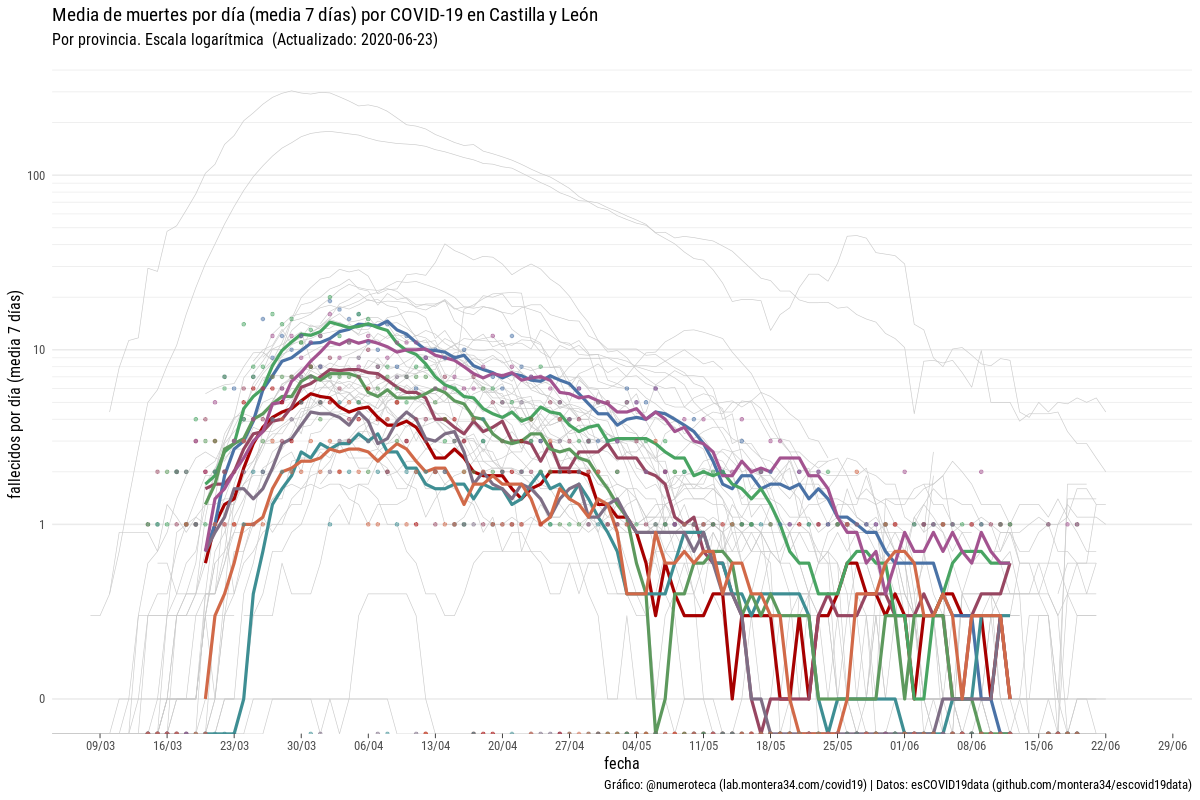 Media de muertes por día (media 7 días) por COVID-19 en Castilla y León
Por provincia. Escala logarítmica  (Actualizado: 2020-06-23)
fallecidos por día (media 7 días)
100
10
1
0
09/03 16/03 23/03 30/03 06/04 13/04 20/04 27/04 04/05 11/05 18/05 25/05 01/06 08/06 15/06 22/06 29/06
fecha
Gráfico: @numeroteca (lab.montera34.com/covid19) | Datos: esCOVID19data (github.com/montera34/escovid19data)